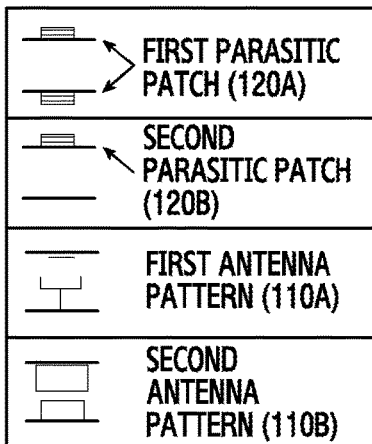 FIRST PARASITIC
PATCH (120A)
SECOND
PARASITIC PATCH
(120B)
FIRST ANTENNA
PATTERN (110A)
SECOND
ANTENNA
PATTERN (110B)